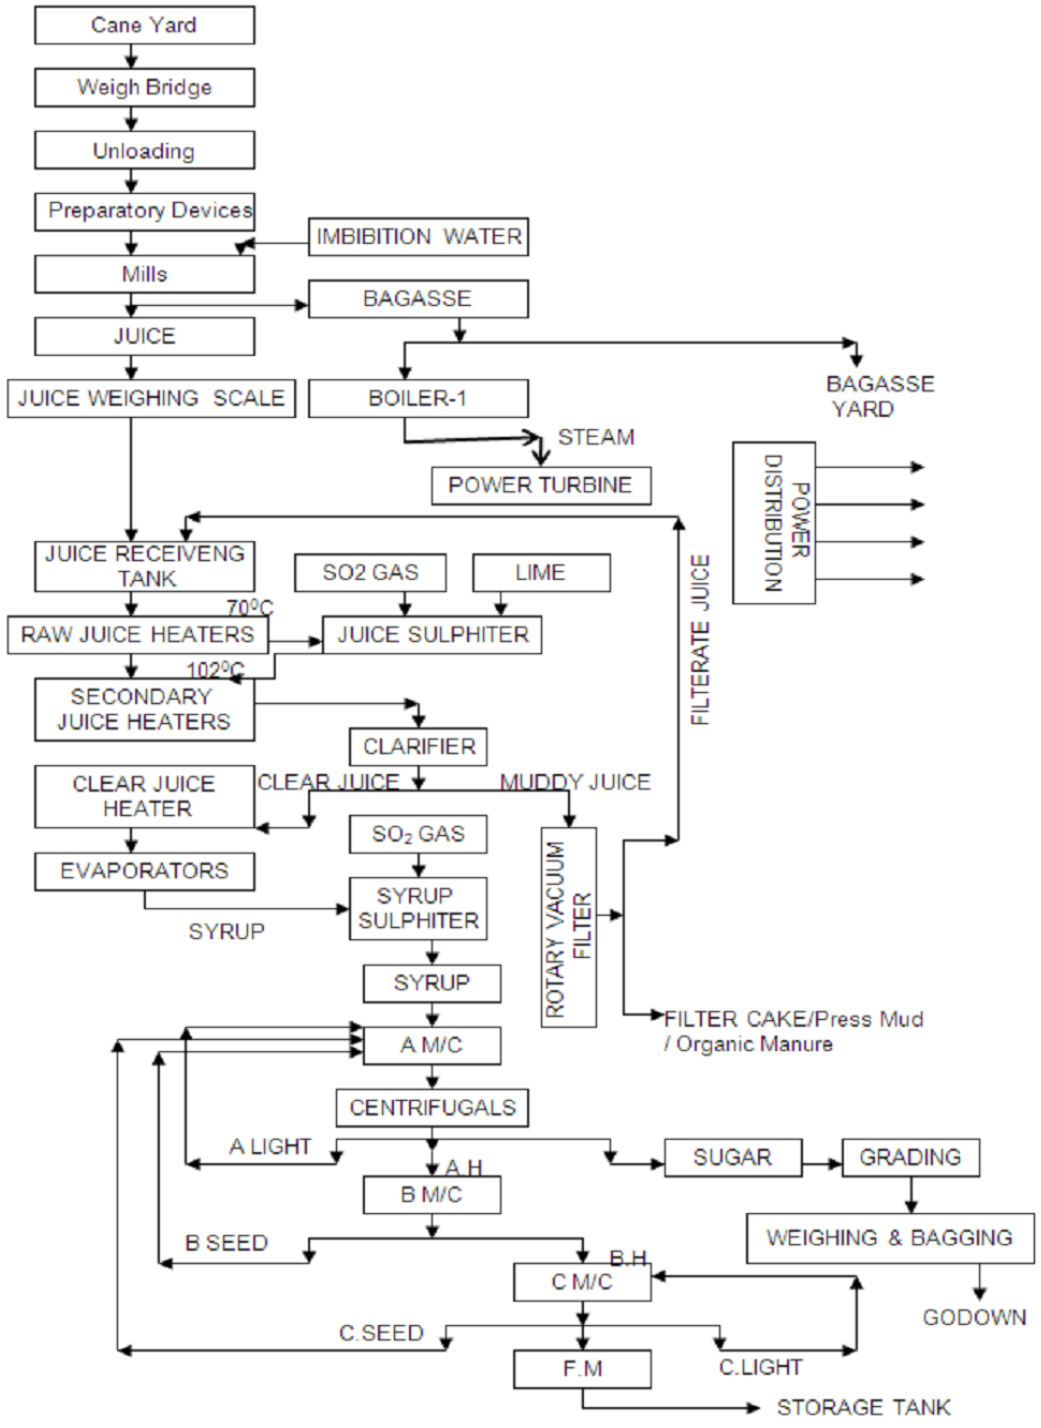 Cane Yard
Weigh Bridge
Unloading
Preparatory Devices
IMBIBITION WATER
Mills
BAGASSE
JUICE
JUICE WEIGHING SCALE
BOILER-1
BAGASSE
YARD
STEAM
POWER TURBINE
POWER
DISTRIBUTION
JUICE RECEIVENG
TANK
SO2 GAS
LIME
FILTERATE JUICE
70⁰C
RAW JUICE HEATERS
JUICE SULPHITER
102⁰C
SECONDARY
JUICE HEATERS
CLARIFIER
CLEAR JUICE
HEATER
CLEAR JUICE
MUDDY JUICE
SO₂ GAS
EVAPORATORS
ROTARY VACUUM
FILTER
SYRUP
SULPHITER
SYRUP
SYRUP
FILTER CAKE/Press Mud
/ Organic Manure
A M/C
CENTRIFUGALS
A LIGHT
SUGAR
GRADING
A.H
B M/C
B SEED
WEIGHING & BAGGING
B.H
C M/C
GODOWN
C.SEED
F.M
C.LIGHT
STORAGE TANK